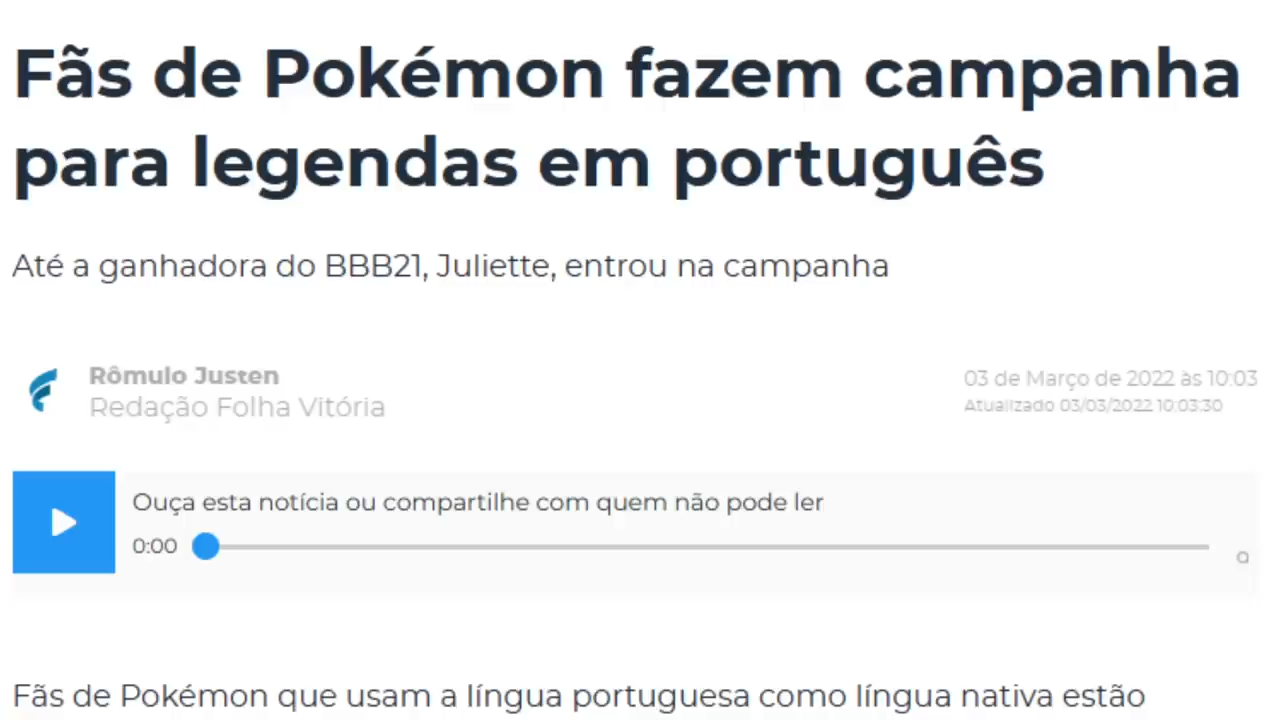 Fãs de Pokémon fazem campanha
para legendas em português
Até a ganhadora do BBB21, Juliette, entrou na campanha
Rômulo Justen
Redação Folha Vitória
03 de Março de 2022 às 10:03
Atualizado 03/03/2022 10:03:30
Ouça esta notícia ou compartilhe com quem não pode ler
0:00
Fãs de Pokémon que usam a língua portuguesa como língua nativa estão